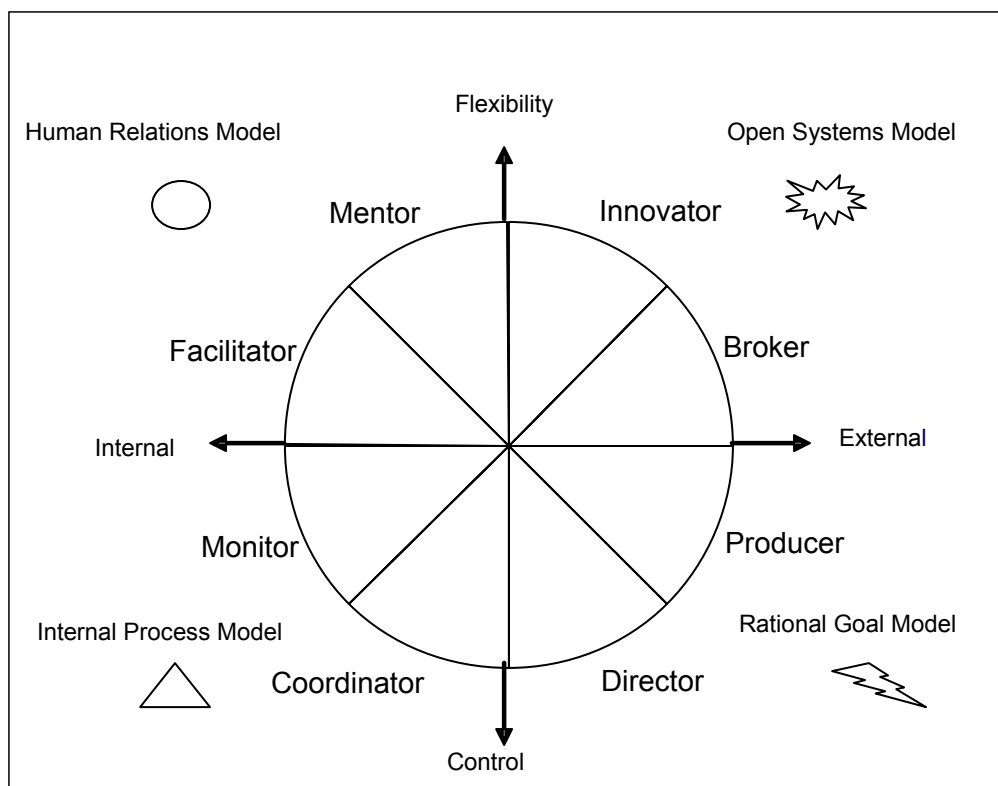 Flexibility
Human Relations Model
Open Systems Model
Mentor
Innovator
Facilitator
Broker
Internal
External
Monitor
Producer
Internal Process Model
Rational Goal Model
Coordinator
Director
Control